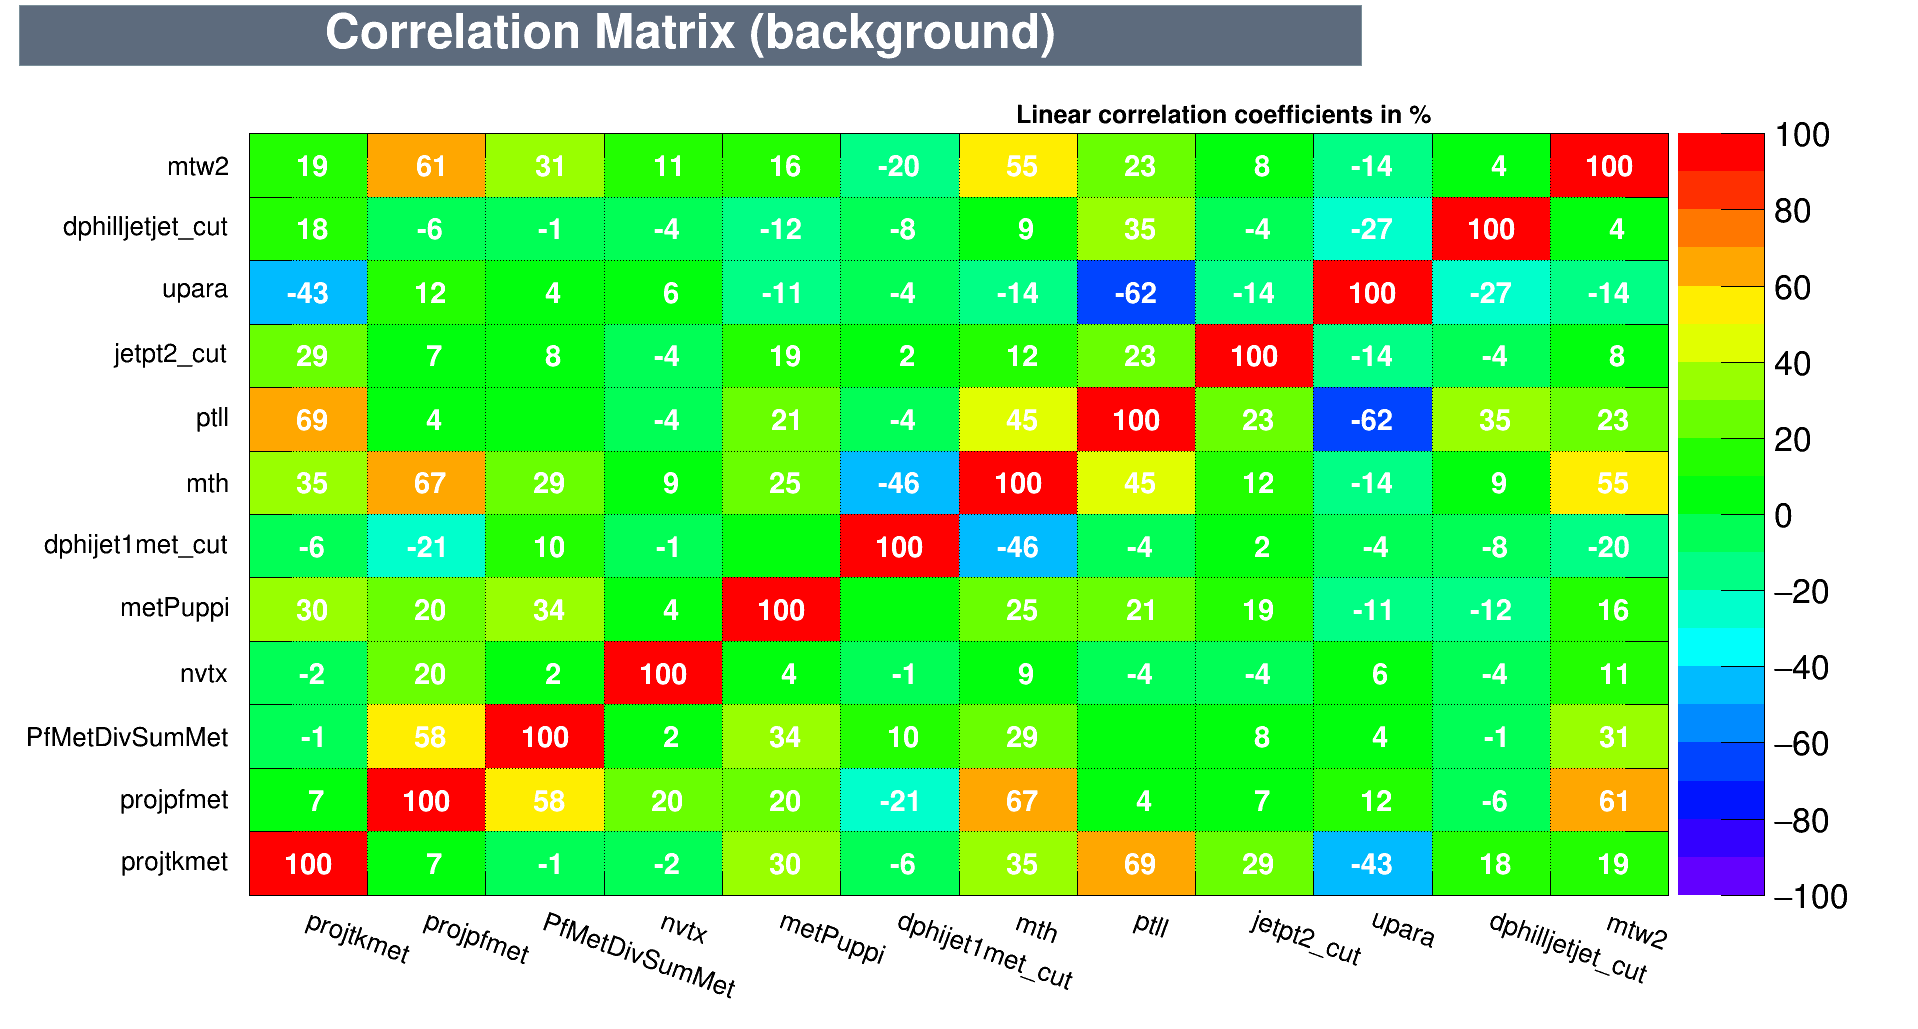 Correlation Matrix (background)
Linear correlation coefficients in %
mtw2 19 61 31 11 16 -20 55 23 8 -14 4 100
dphilljetjet_cut 18 -6 -1 -4 -12 -8 9 35 -4 -27 100 4
upara -43 12 4 6 -11 -4 -14 -62 -14 100 -27 -14
jetpt2_cut 29 7 8 -4 19 2 12 23 100 -14 -4 8
ptll 69 4 -4 21 -4 45 100 23 -62 35 23
mth 35 67 29 9 25 -46 100 45 12 -14 9 55
dphijet1met_cut -6 -21 10 -1 100 -46 -4 2 -4 -8 -20
metPuppi 30 20 34 4 100 25 21 19 -11 -12 16
nvtx -2 20 2 100 4 -1 9 -4 -4 6 -4 11
PfMetDivSumMet -1 58 100 2 34 10 29 8 4 -1 31
projpfmet 7 100 58 20 20 -21 67 4 7 12 -6 61
projtkmet 100 7 -1 -2 30 -6 35 69 29 -43 18 19
projtkmet projpfmet PfMetDivSumMet nvtx metPuppi dphijet1met_cut mth ptll jetpt2_cut upara dphilljetjet_cut mtw2
100
80
60
40
20
0
−20
−40
−60
−80
−100